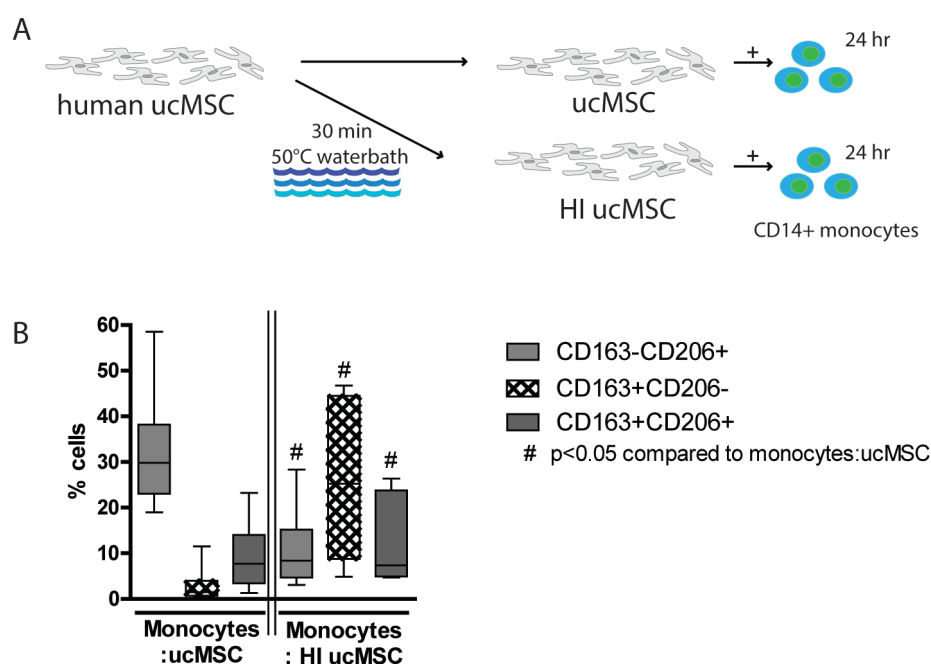 A
human ucMSC
30 min
50°C waterbath
ucMSC
+
24 hr
HI ucMSC
+
24 hr
CD14+ monocytes
B
% cells
60
50
40
30
20
10
0
#
#
#
Monocytes
:ucMSC
Monocytes
: HI ucMSC
CD163-CD206+
CD163+CD206-
CD163+CD206+
# p<0.05 compared to monocytes:ucMSC